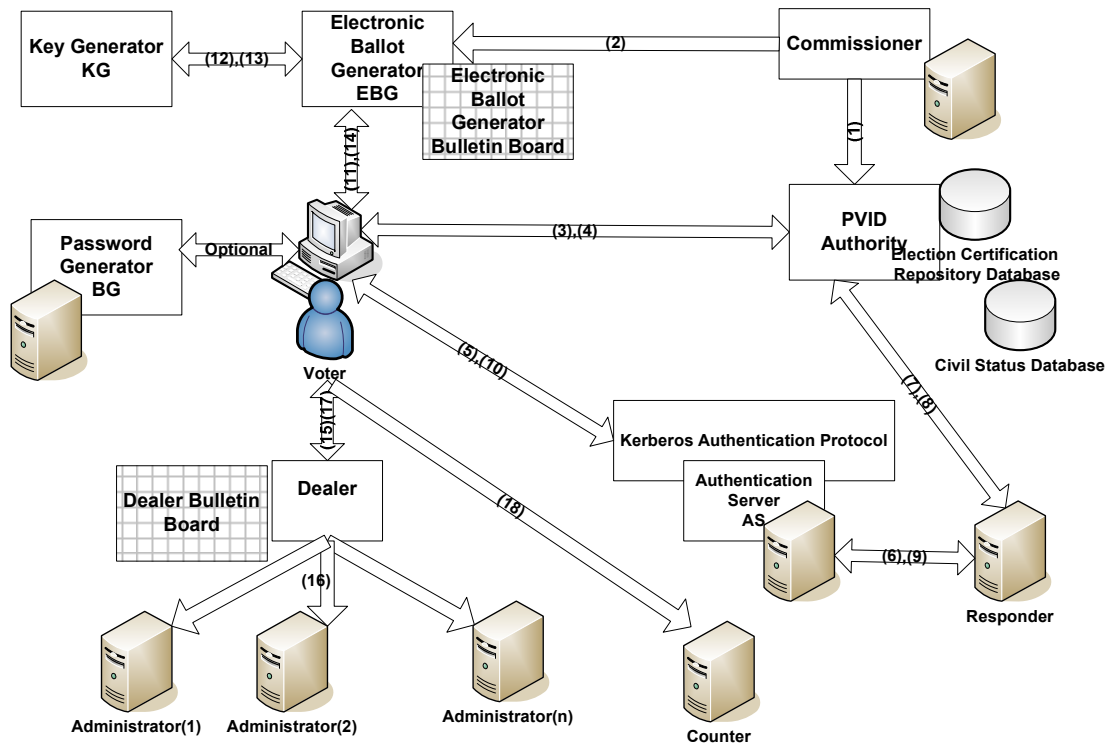 Key Generator
KG
(12),(13)
Electronic
Ballot
Generator
EBG
(2)
Commissioner
Electronic
Ballot
Generator
Bulletin Board
(11),(14)
(1)
Password
Generator
BG
Optional
(3),(4)
PVID
Authority
Election Certification
Repository Database
Civil Status Database
Voter
(5),(10)
(7),(8)
(15)(17)
Kerberos Authentication Protocol
Authentication
Server
AS
Dealer Bulletin
Board
Dealer
(18)
(16)
(6),(9)
Responder
Administrator(1)
Administrator(2)
Administrator(n)
Counter